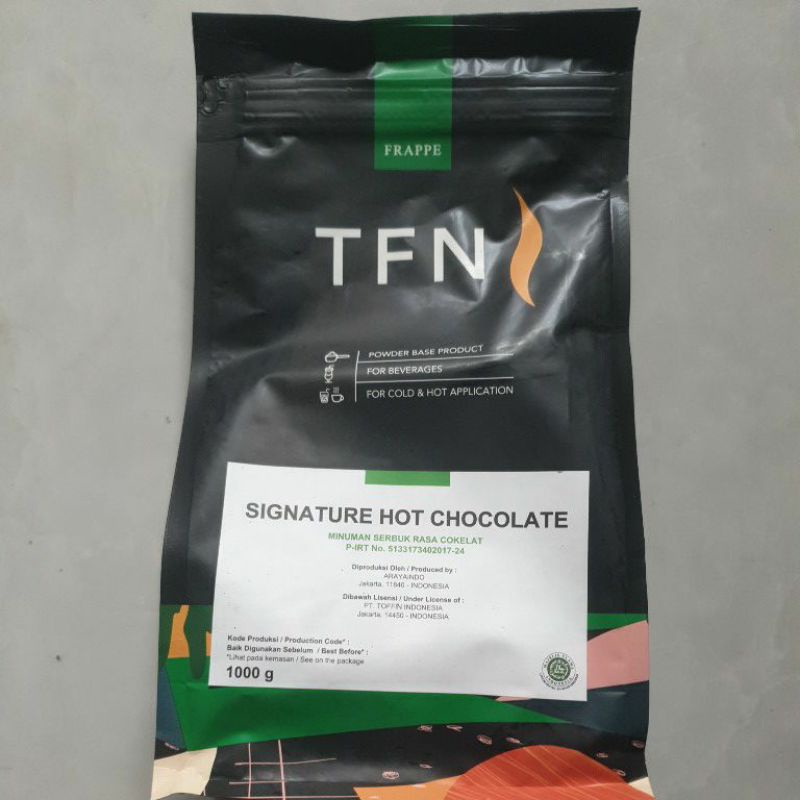 FRAPPE
TFN
POWDER BASE PRODUCT
FOR BEVERAGES
FOR COLD & HOT APPLICATION
SIGNATURE HOT CHOCOLATE
MINUMAN SERBUK RASA COKELAT
P-IRT No. 5133173402017-24
Diproduksi Oleh / Produced by :
ARAYAINDO
Jakarta, 11840 - INDONESIA
Dibawah Lisensi / Under License of :
PT. TOFFIN INDONESIA
Jakarta, 14450 - INDONESIA
Kode Produksi / Production Code* :
Baik Digunakan Sebelum / Best Before* :
*Lihat pada kemasan / See on the package
1000 g